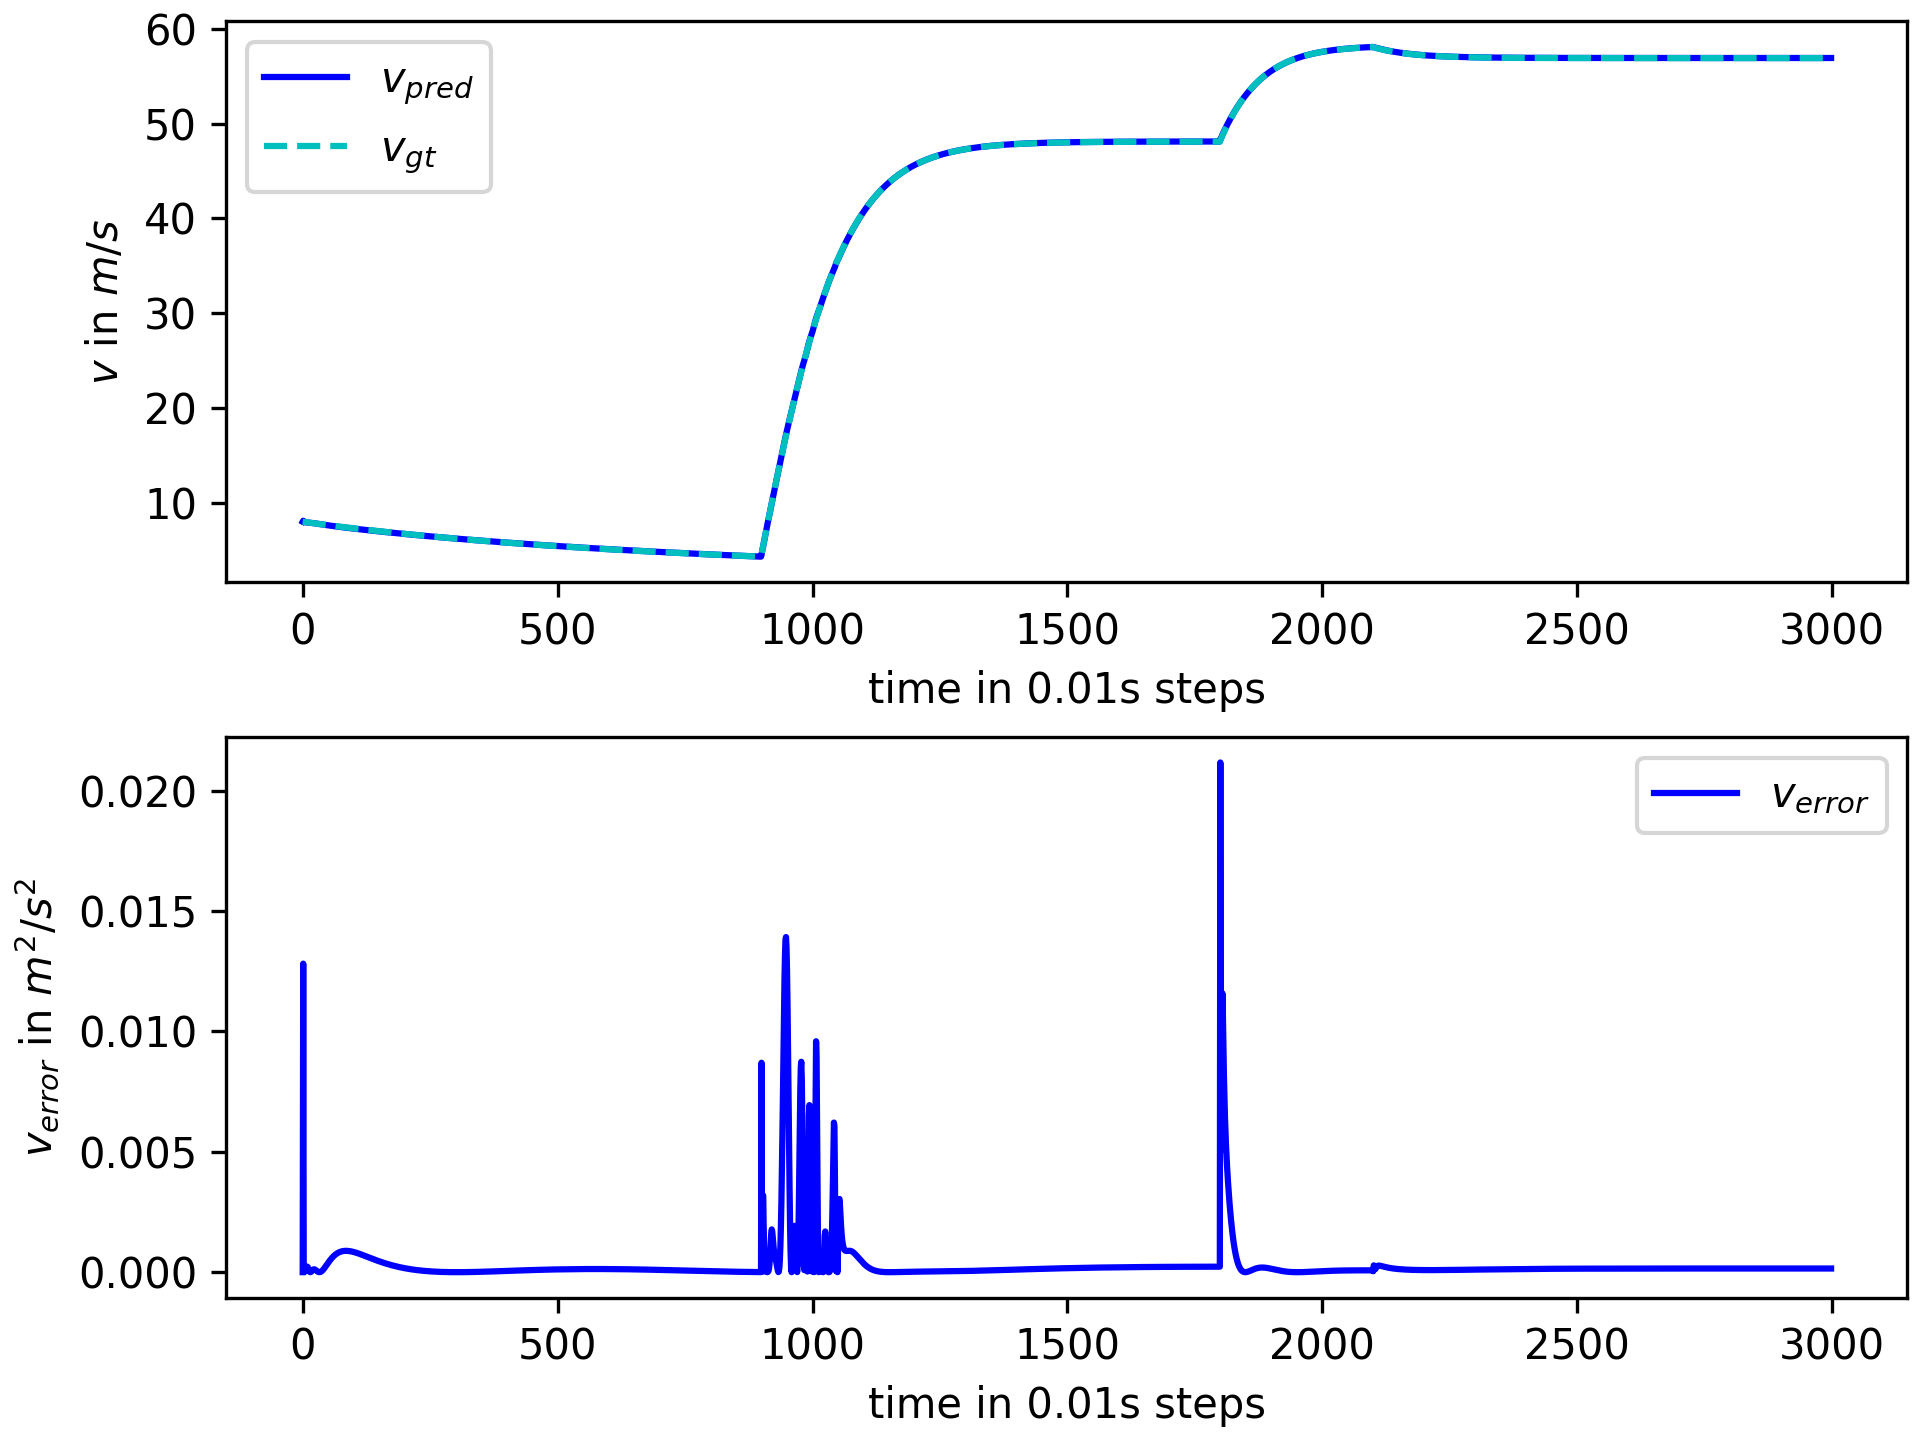 60
50
40
30
20
10
v in m/s
v_pred
v_gt
0 500 1000 1500 2000 2500 3000
time in 0.01s steps
0.020
0.015
0.010
0.005
0.000
v_error in m²/s²
v_error
0 500 1000 1500 2000 2500 3000
time in 0.01s steps